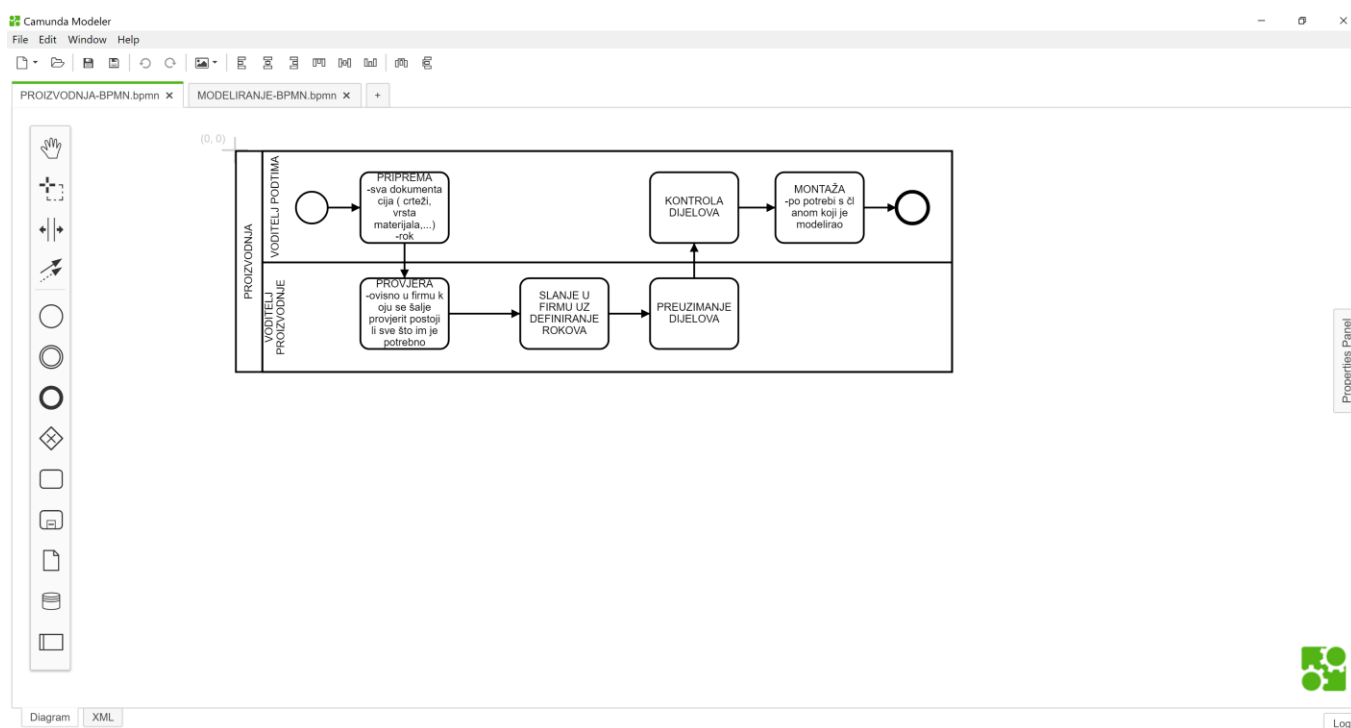 Camunda Modeler
File Edit Window Help
PROIZVODNJA-BPMN.bpmn
MODELIRANJE-BPMN.bpmn
+
(0, 0)
PROIZVODNJA
VODITELJ PODTIMA
PRIPREMA
-sva dokumenta
cija ( crteži,
vrsta
materijala,...)
-rok
KONTROLA
DIJELOVA
MONTAŽA
-po potrebi s čl
anom koji je
modelirao
VODITELJ
PROIZVODNJE
PROVJERA
-ovisno u firmu k
oju se šalje
provjerit postoji
li sve što im je
potrebno
SLANJE U
FIRMU UZ
DEFINIRANJE
ROKOVA
PREUZIMANJE
DIJELOVA
Properties Panel
Diagram
XML
Log